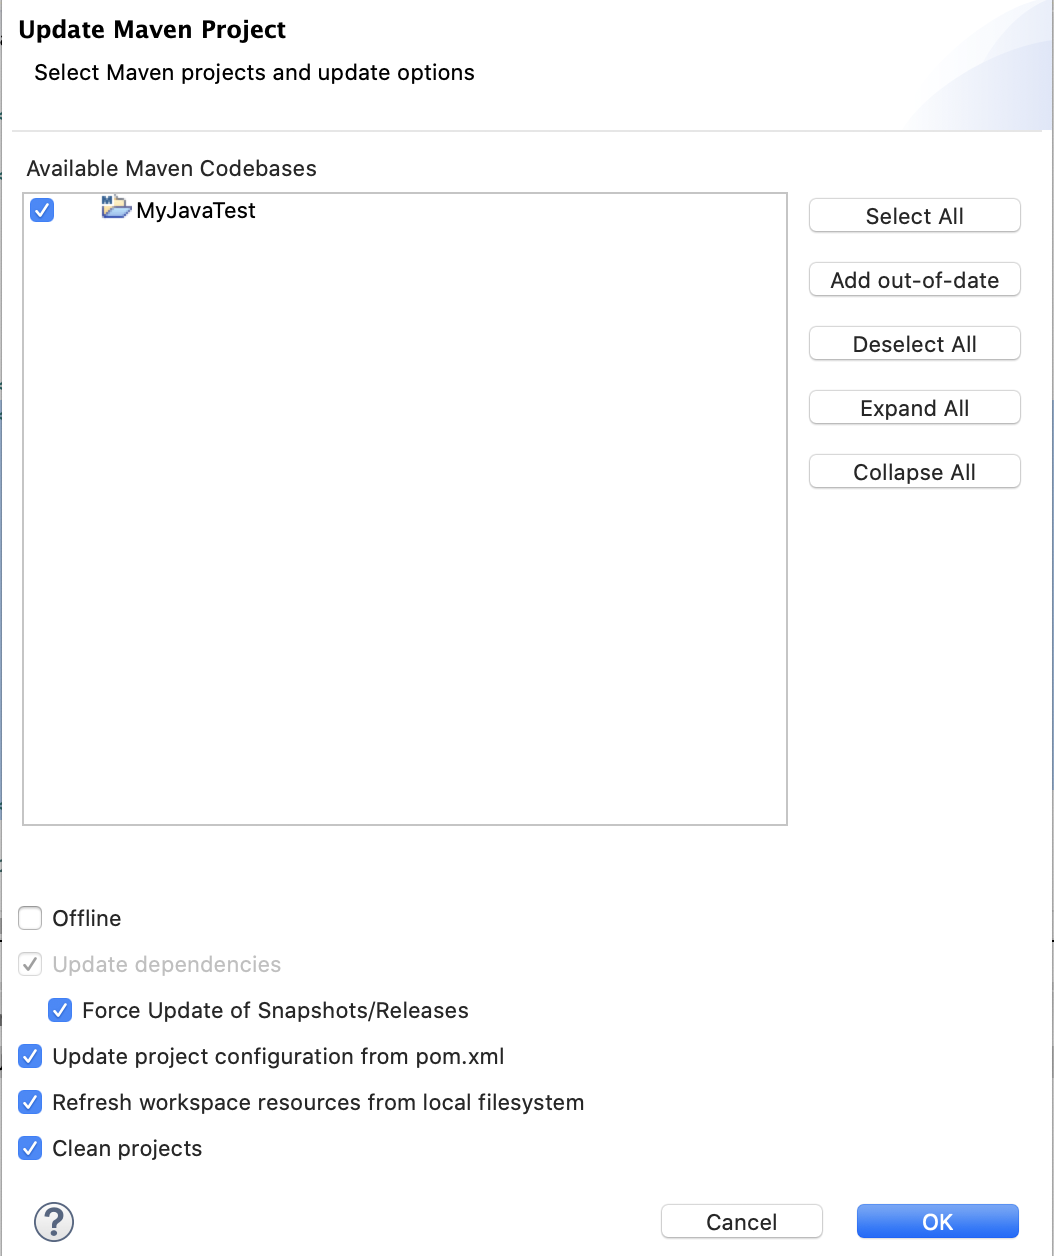 Update Maven Project
Select Maven projects and update options
Available Maven Codebases
MyJavaTest
Select All
Add out-of-date
Deselect All
Expand All
Collapse All
Offline
Update dependencies
Force Update of Snapshots/Releases
Update project configuration from pom.xml
Refresh workspace resources from local filesystem
Clean projects
?
Cancel
OK